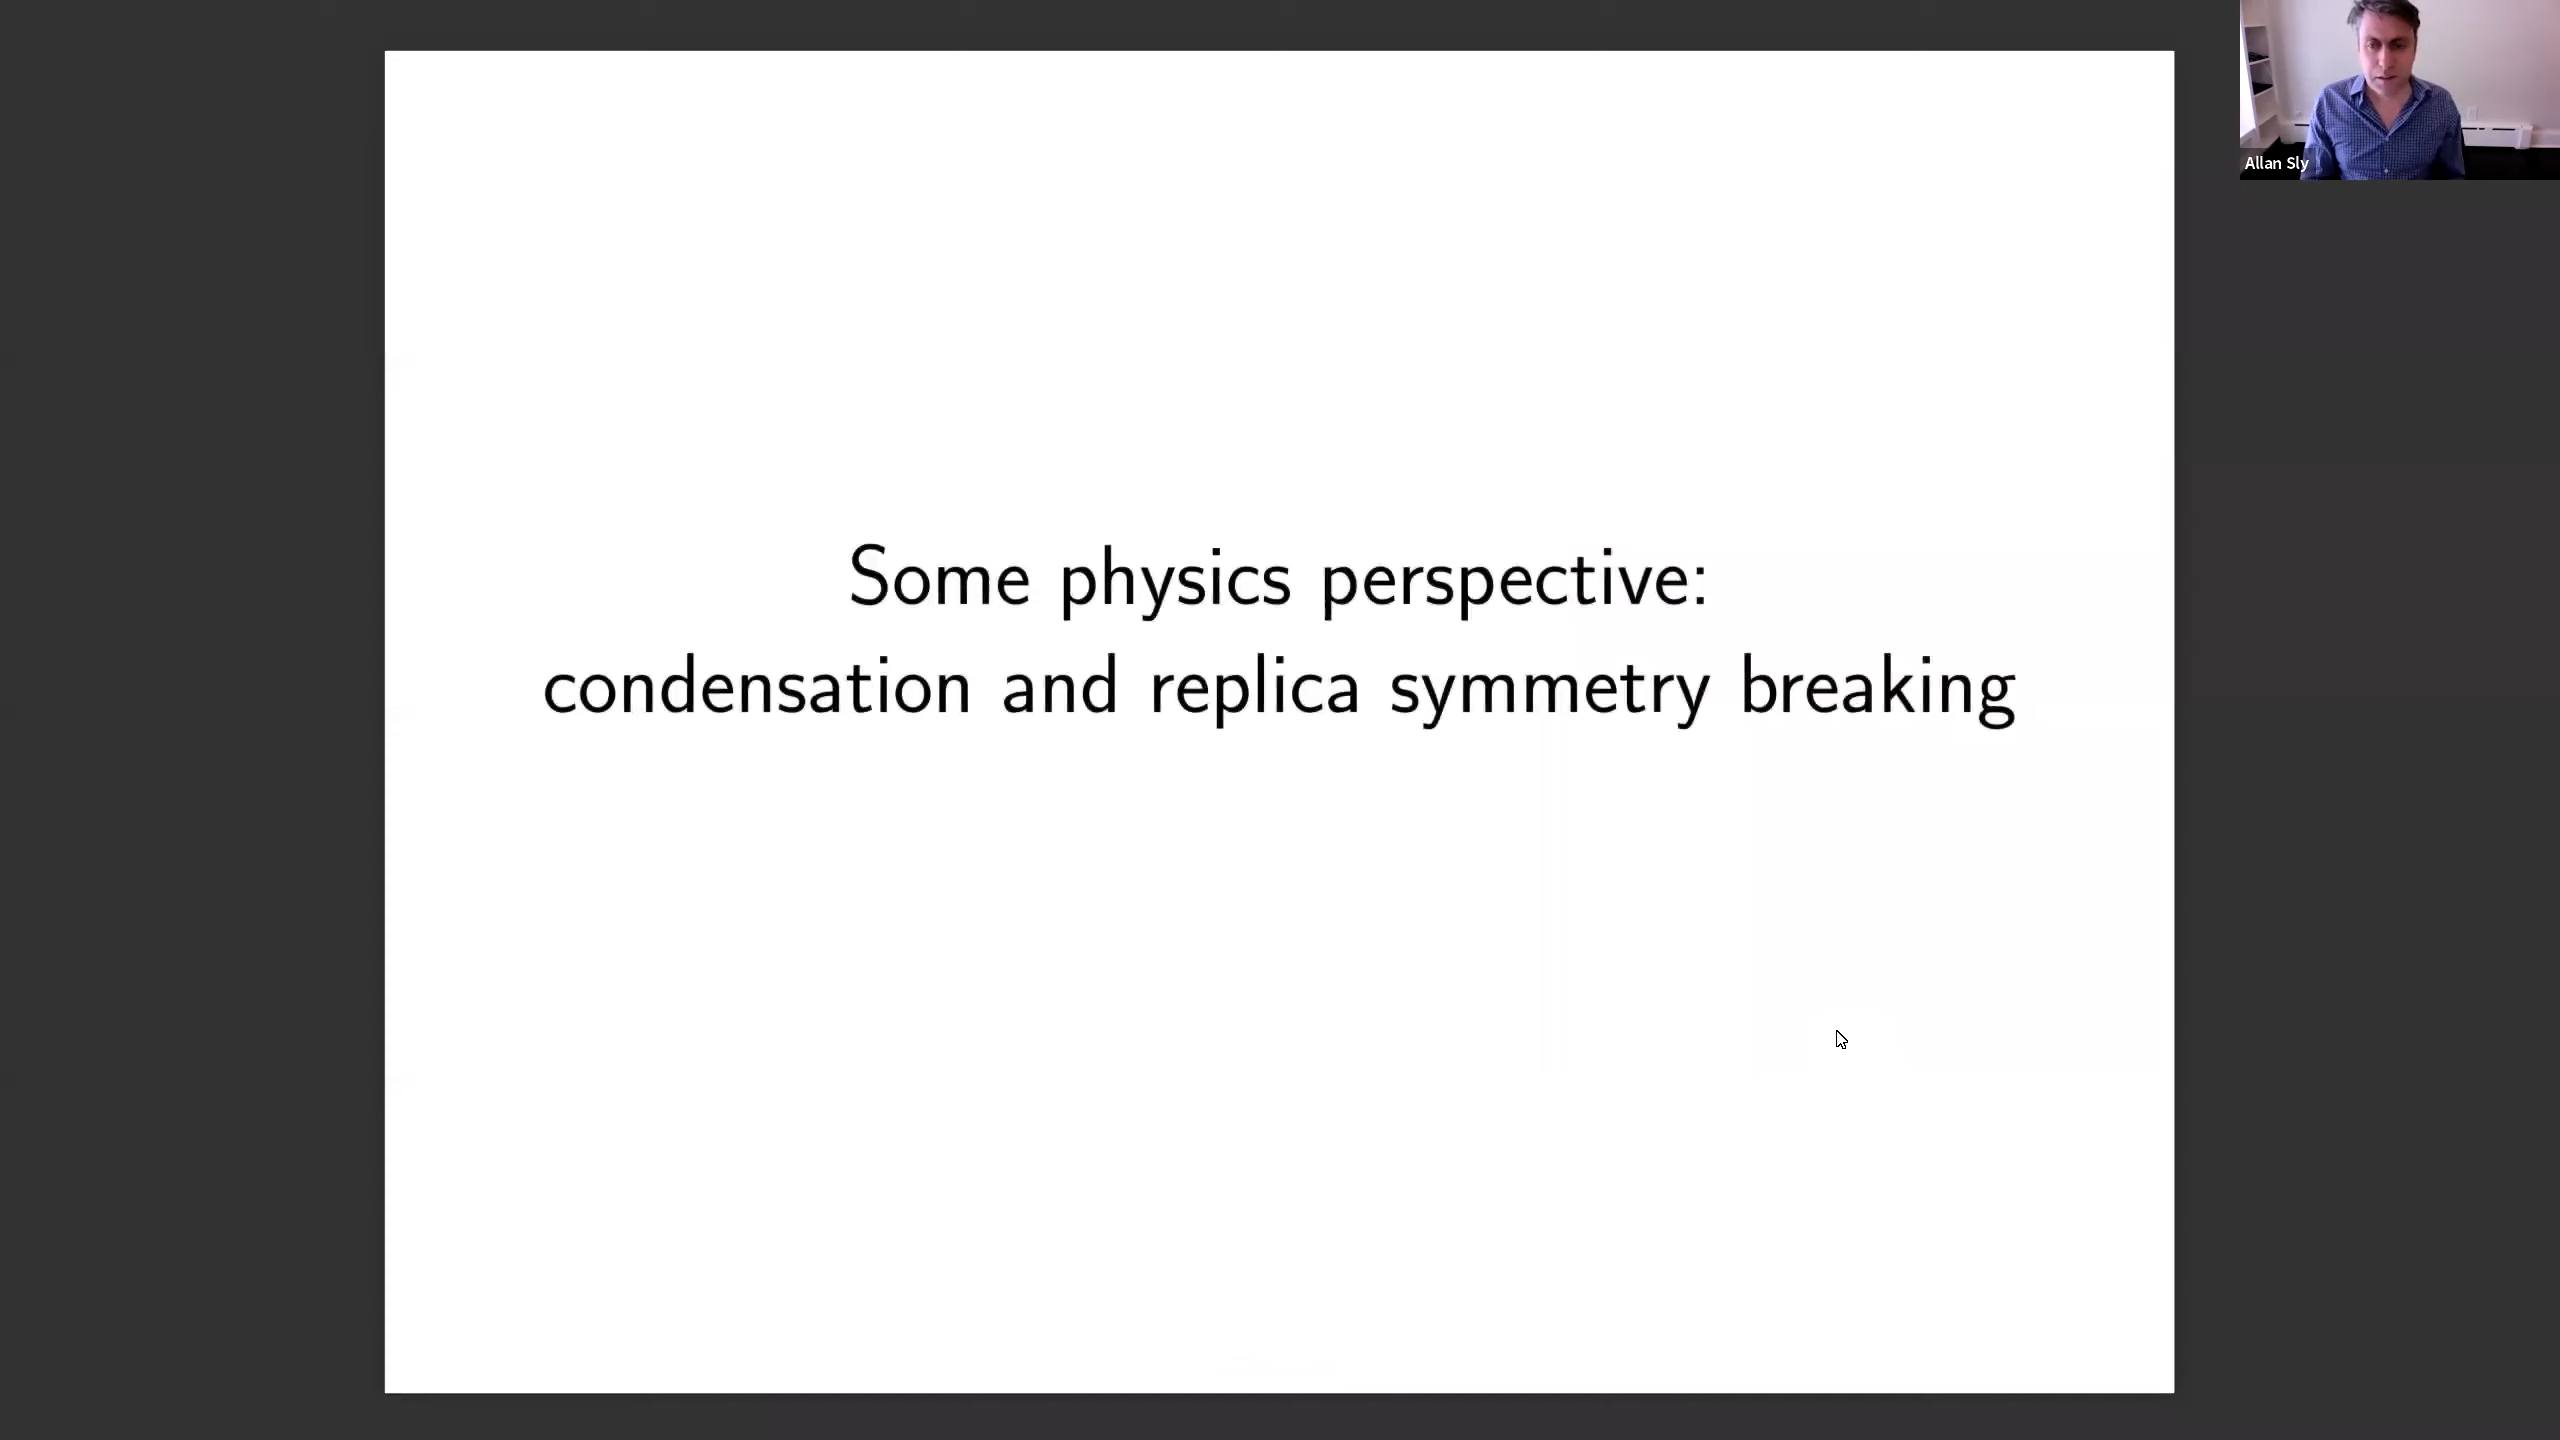 Some physics perspective:
condensation and replica symmetry breaking
Allan Sly